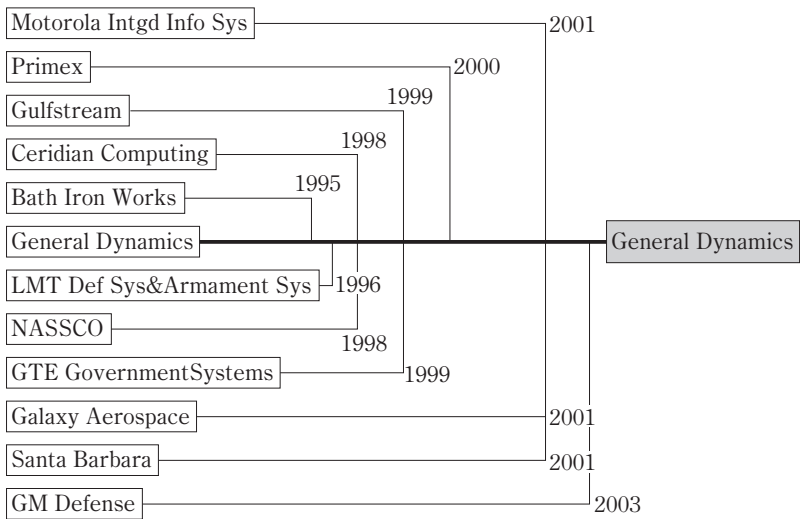 Motorola Intgd Info Sys
2001
Primex
2000
Gulfstream
1999
Ceridian Computing
1998
Bath Iron Works
1995
General Dynamics
General Dynamics
LMT Def Sys&Armament Sys
1996
NASSCO
1998
GTE GovernmentSystems
1999
Galaxy Aerospace
2001
Santa Barbara
2001
GM Defense
2003